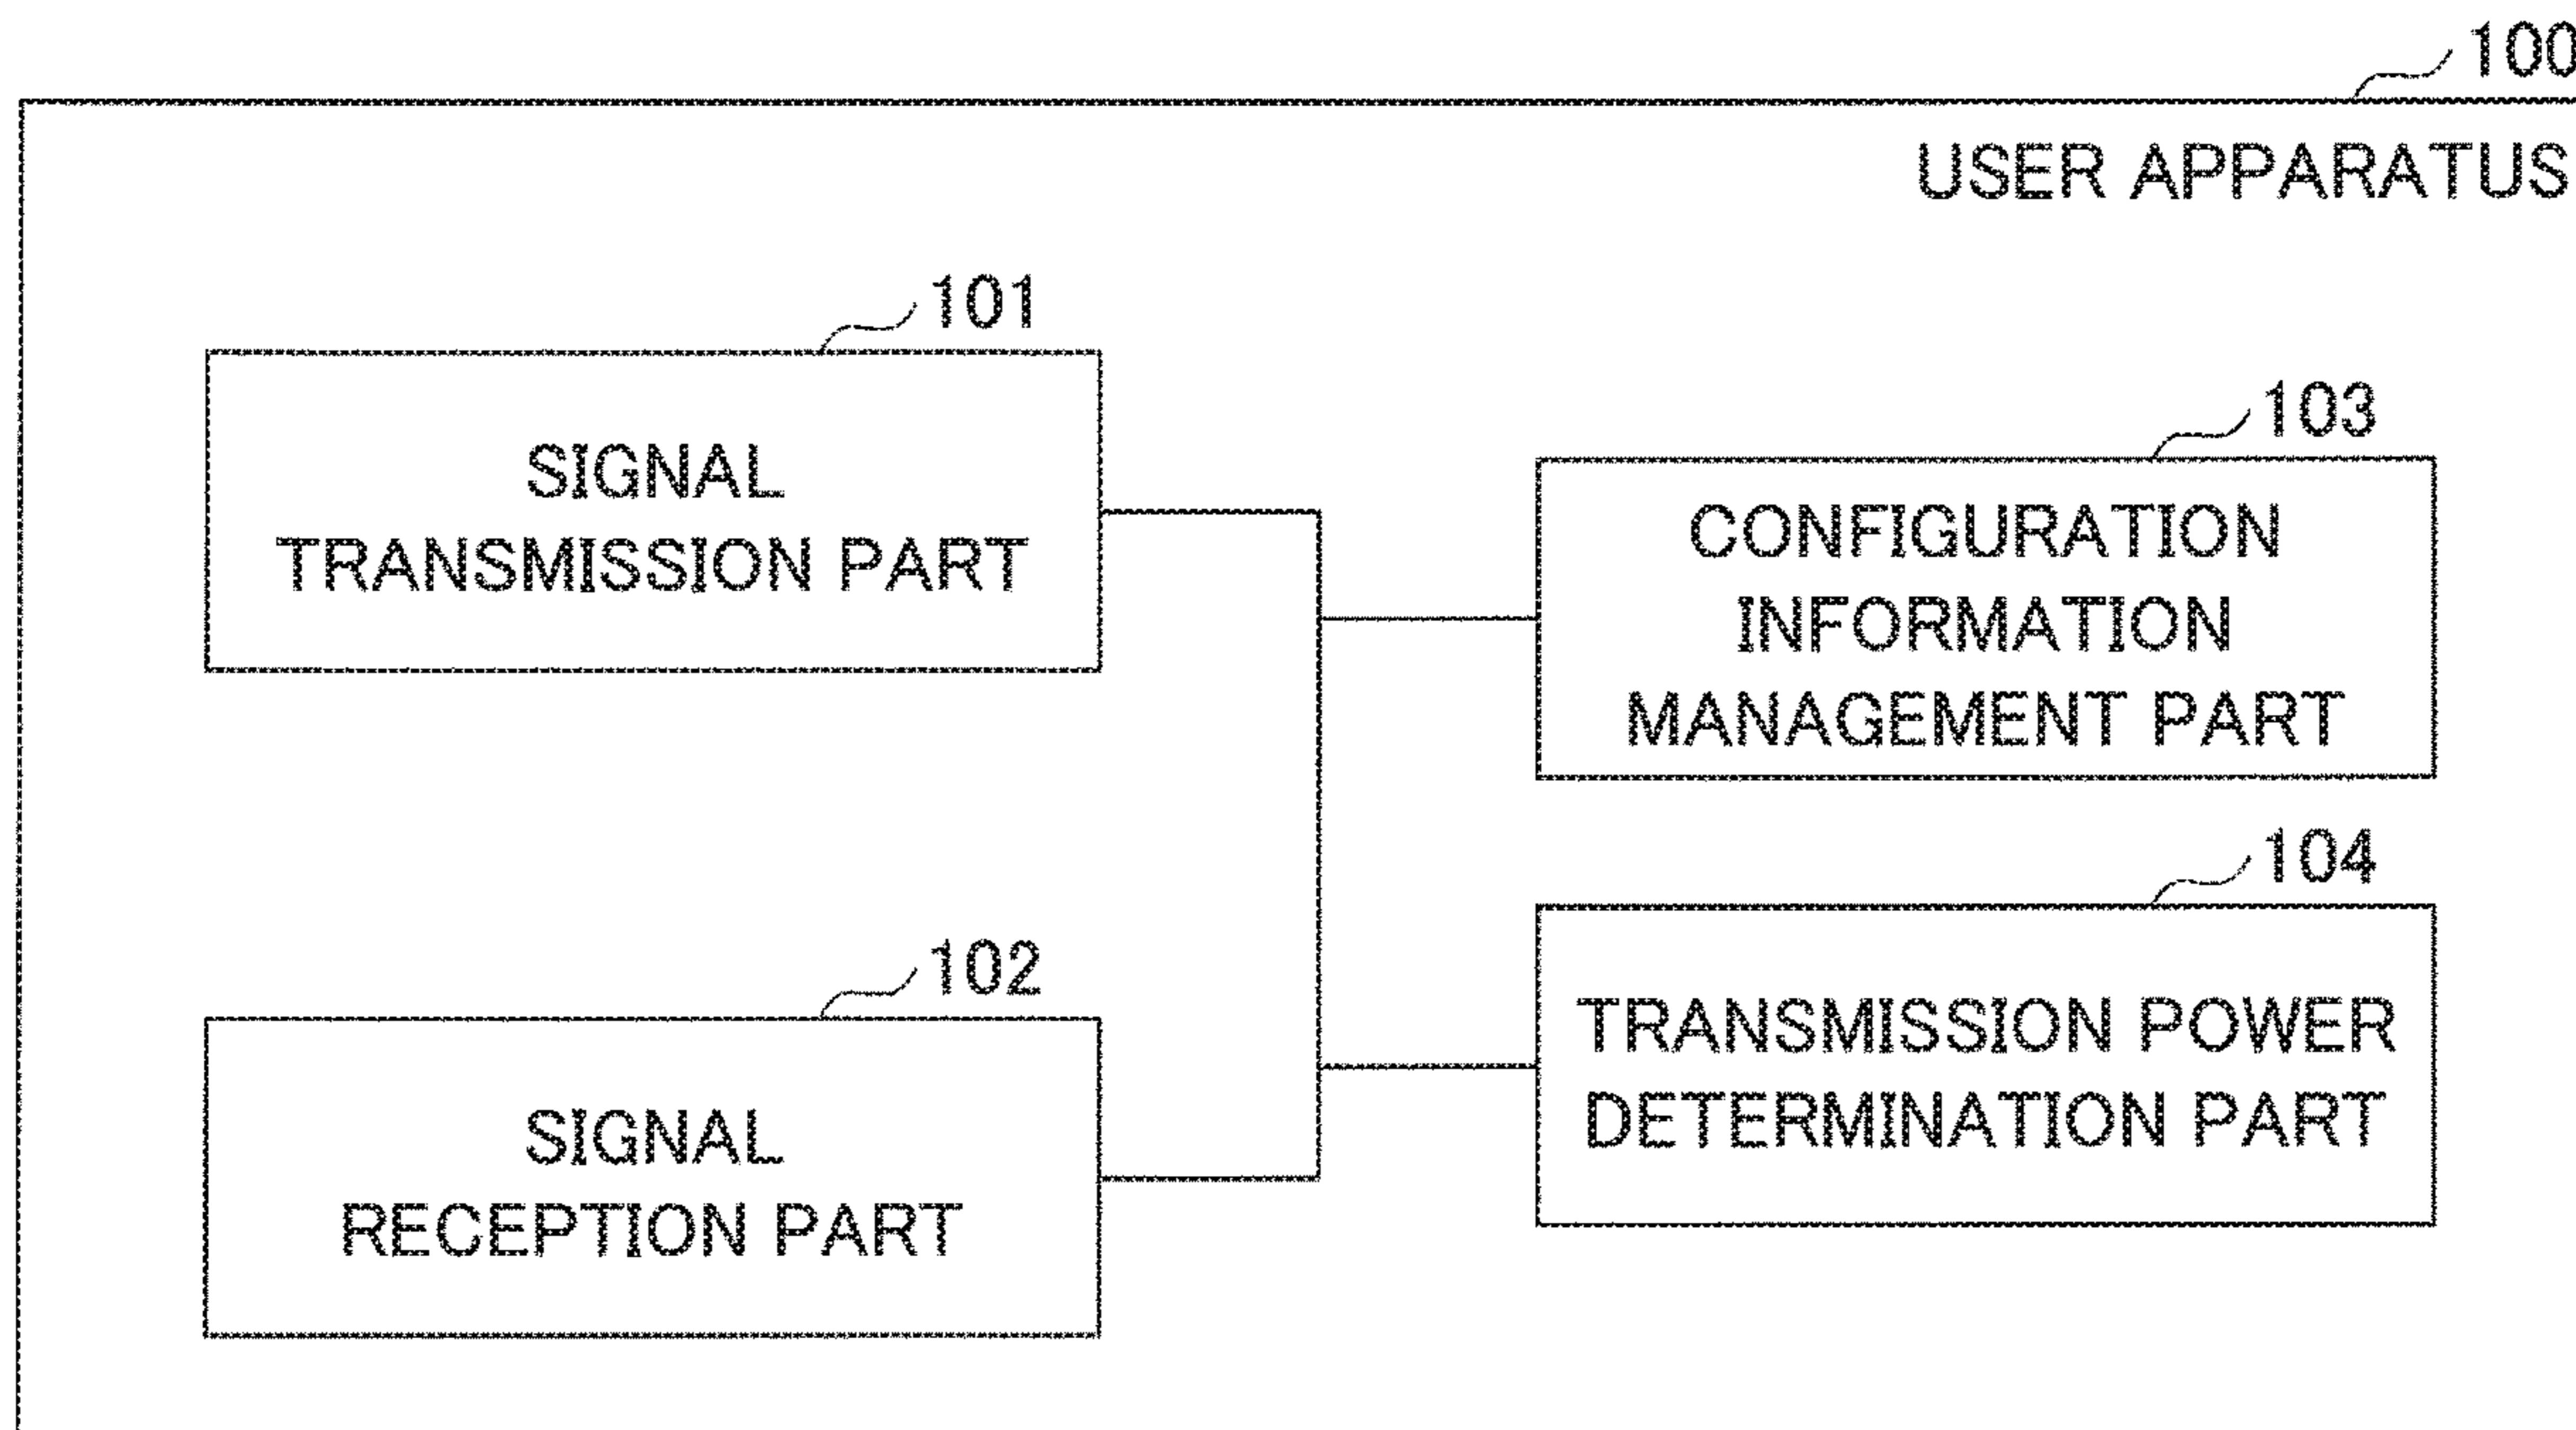 100
USER APPARATUS
101
SIGNAL
TRANSMISSION PART
103
CONFIGURATION
INFORMATION
MANAGEMENT PART
102
SIGNAL
RECEPTION PART
104
TRANSMISSION POWER
DETERMINATION PART